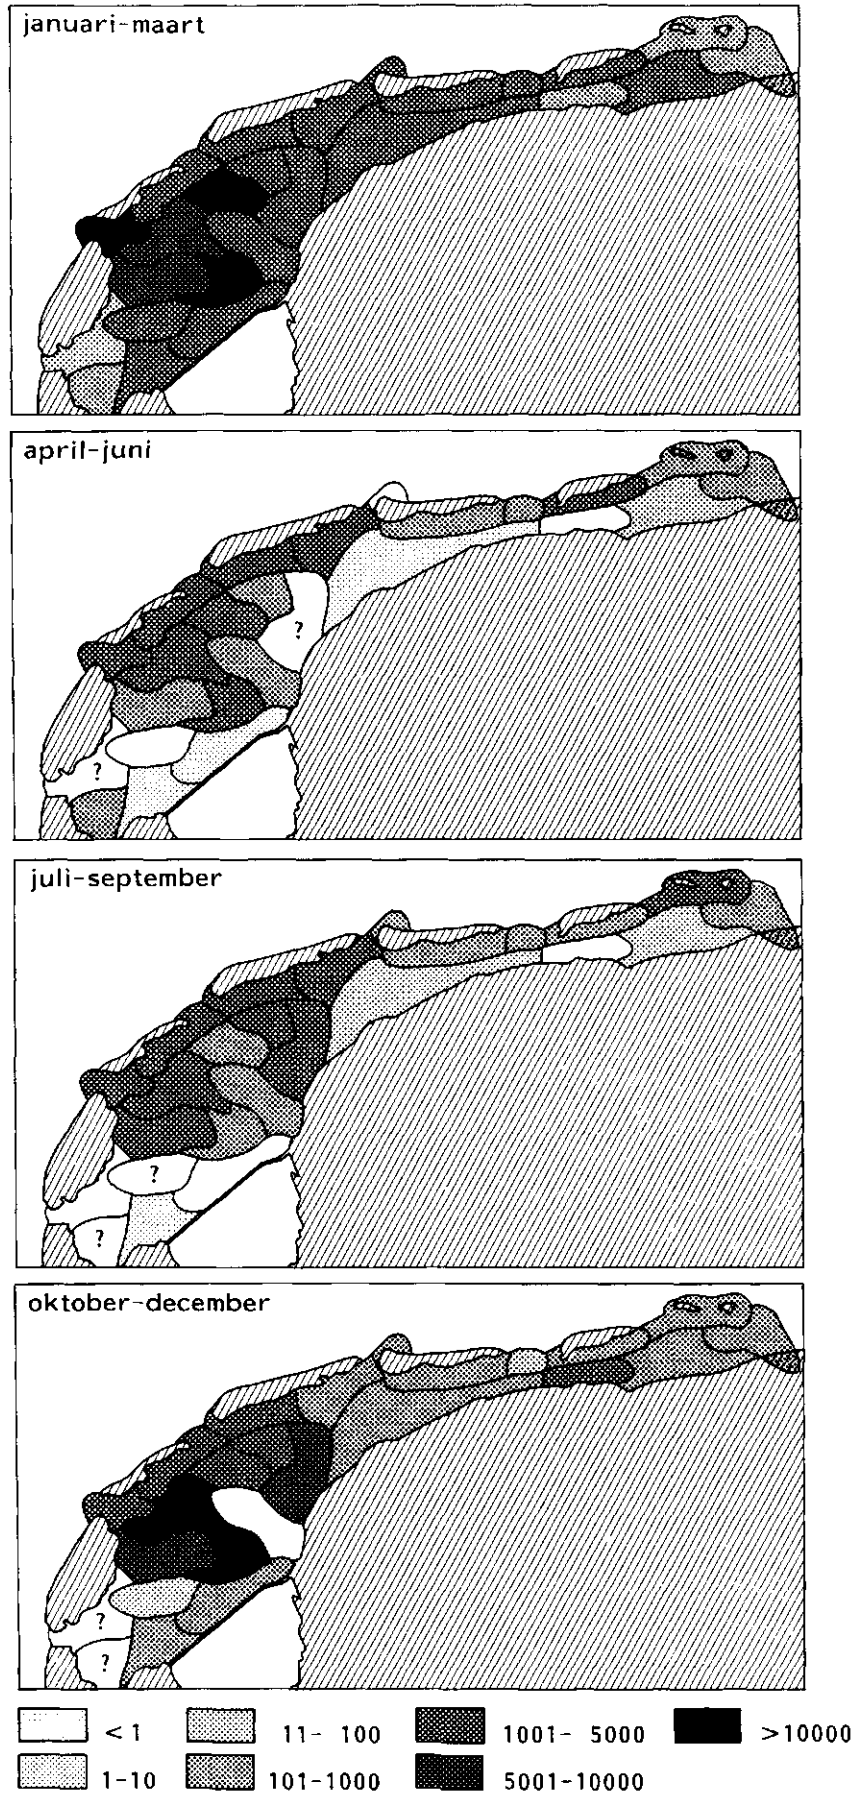 januari-maart
april-juni
?
?
juli-september
?
?
oktober-december
?
?
<1 11- 100 1001- 5000 >10000
1-10 101-1000 5001-10000